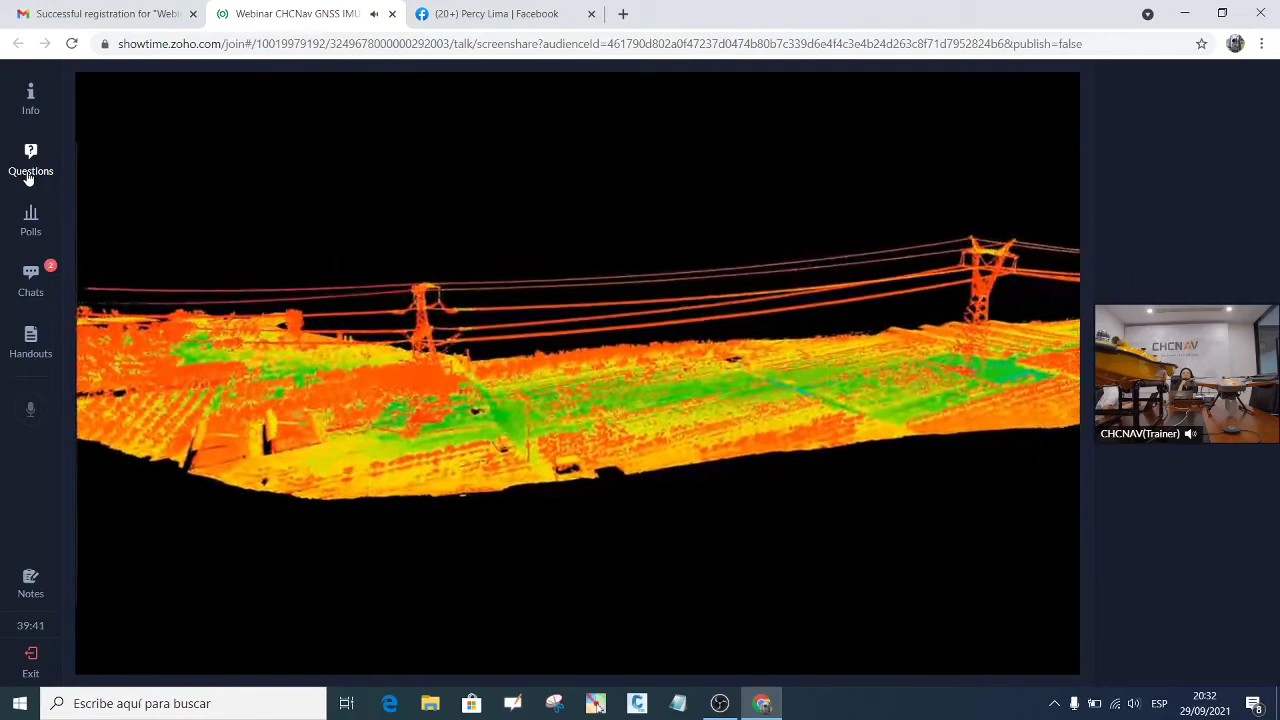 Successful registration for "Webin
Webinar CHCNav GNSS IMU
(20+) Percy Lima | Facebook
showtime.zoho.com/join#/10019979192/3249678000000292003/talk/screenshare?audienceId=461790d802a0f47237d0474b80b7c339d6e4f4c3e4b24d263c8f71d7952824b68&publish=false
Info
Questions
Polls
2
Chats
Handouts
Notes
39:41
Exit
CHCNAV
CHCNAV(Trainer)
Escribe aquí para buscar
ESP
20:32
29/09/2021
6